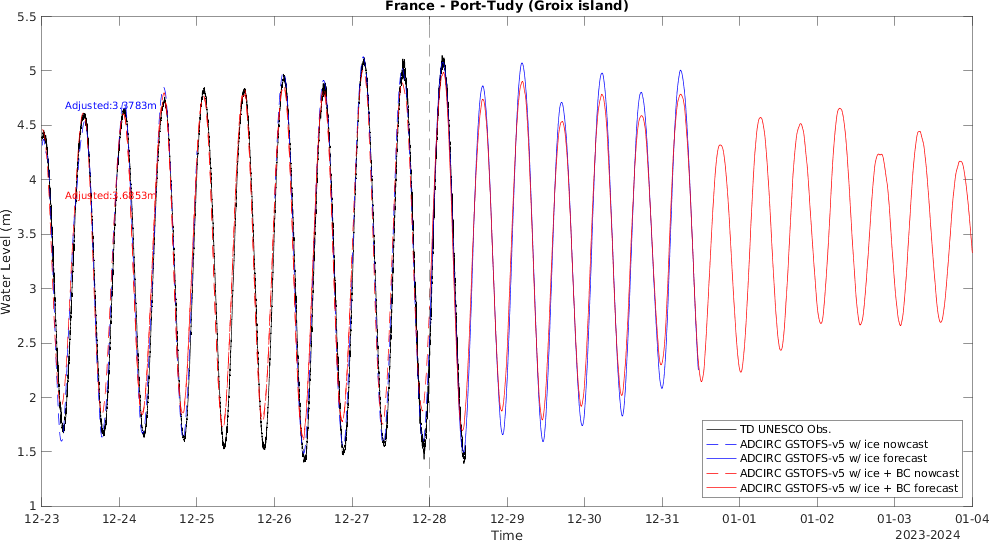 France - Port-Tudy (Groix island)
5.5
5
4.5
4
3.5
3
2.5
2
1.5
1
Water Level (m)
Adjusted:3.3783m
Adjusted:3.6853m
TD UNESCO Obs.
ADCIRC GSTOFS-v5 w/ ice nowcast
ADCIRC GSTOFS-v5 w/ ice forecast
ADCIRC GSTOFS-v5 w/ ice + BC nowcast
ADCIRC GSTOFS-v5 w/ ice + BC forecast
12-23 12-24 12-25 12-26 12-27 12-28 12-29 12-30 12-31 01-01 01-02 01-03 01-04
Time
2023-2024